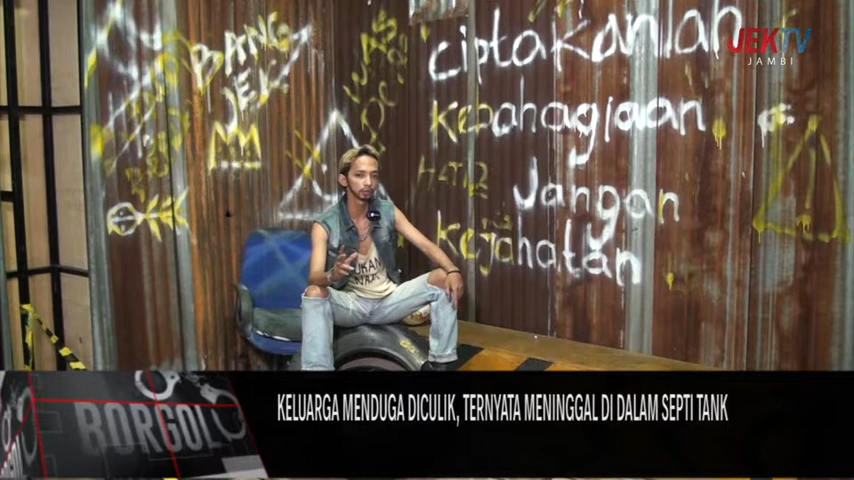 JEKTV
JAMBI
BANG
JEK
Ciptakanlah
kebahagiaan
Jangan
kejahatan
BORGOL
KELUARGA MENDUGA DICULIK, TERNYATA MENINGGAL DI DALAM SEPTI TANK